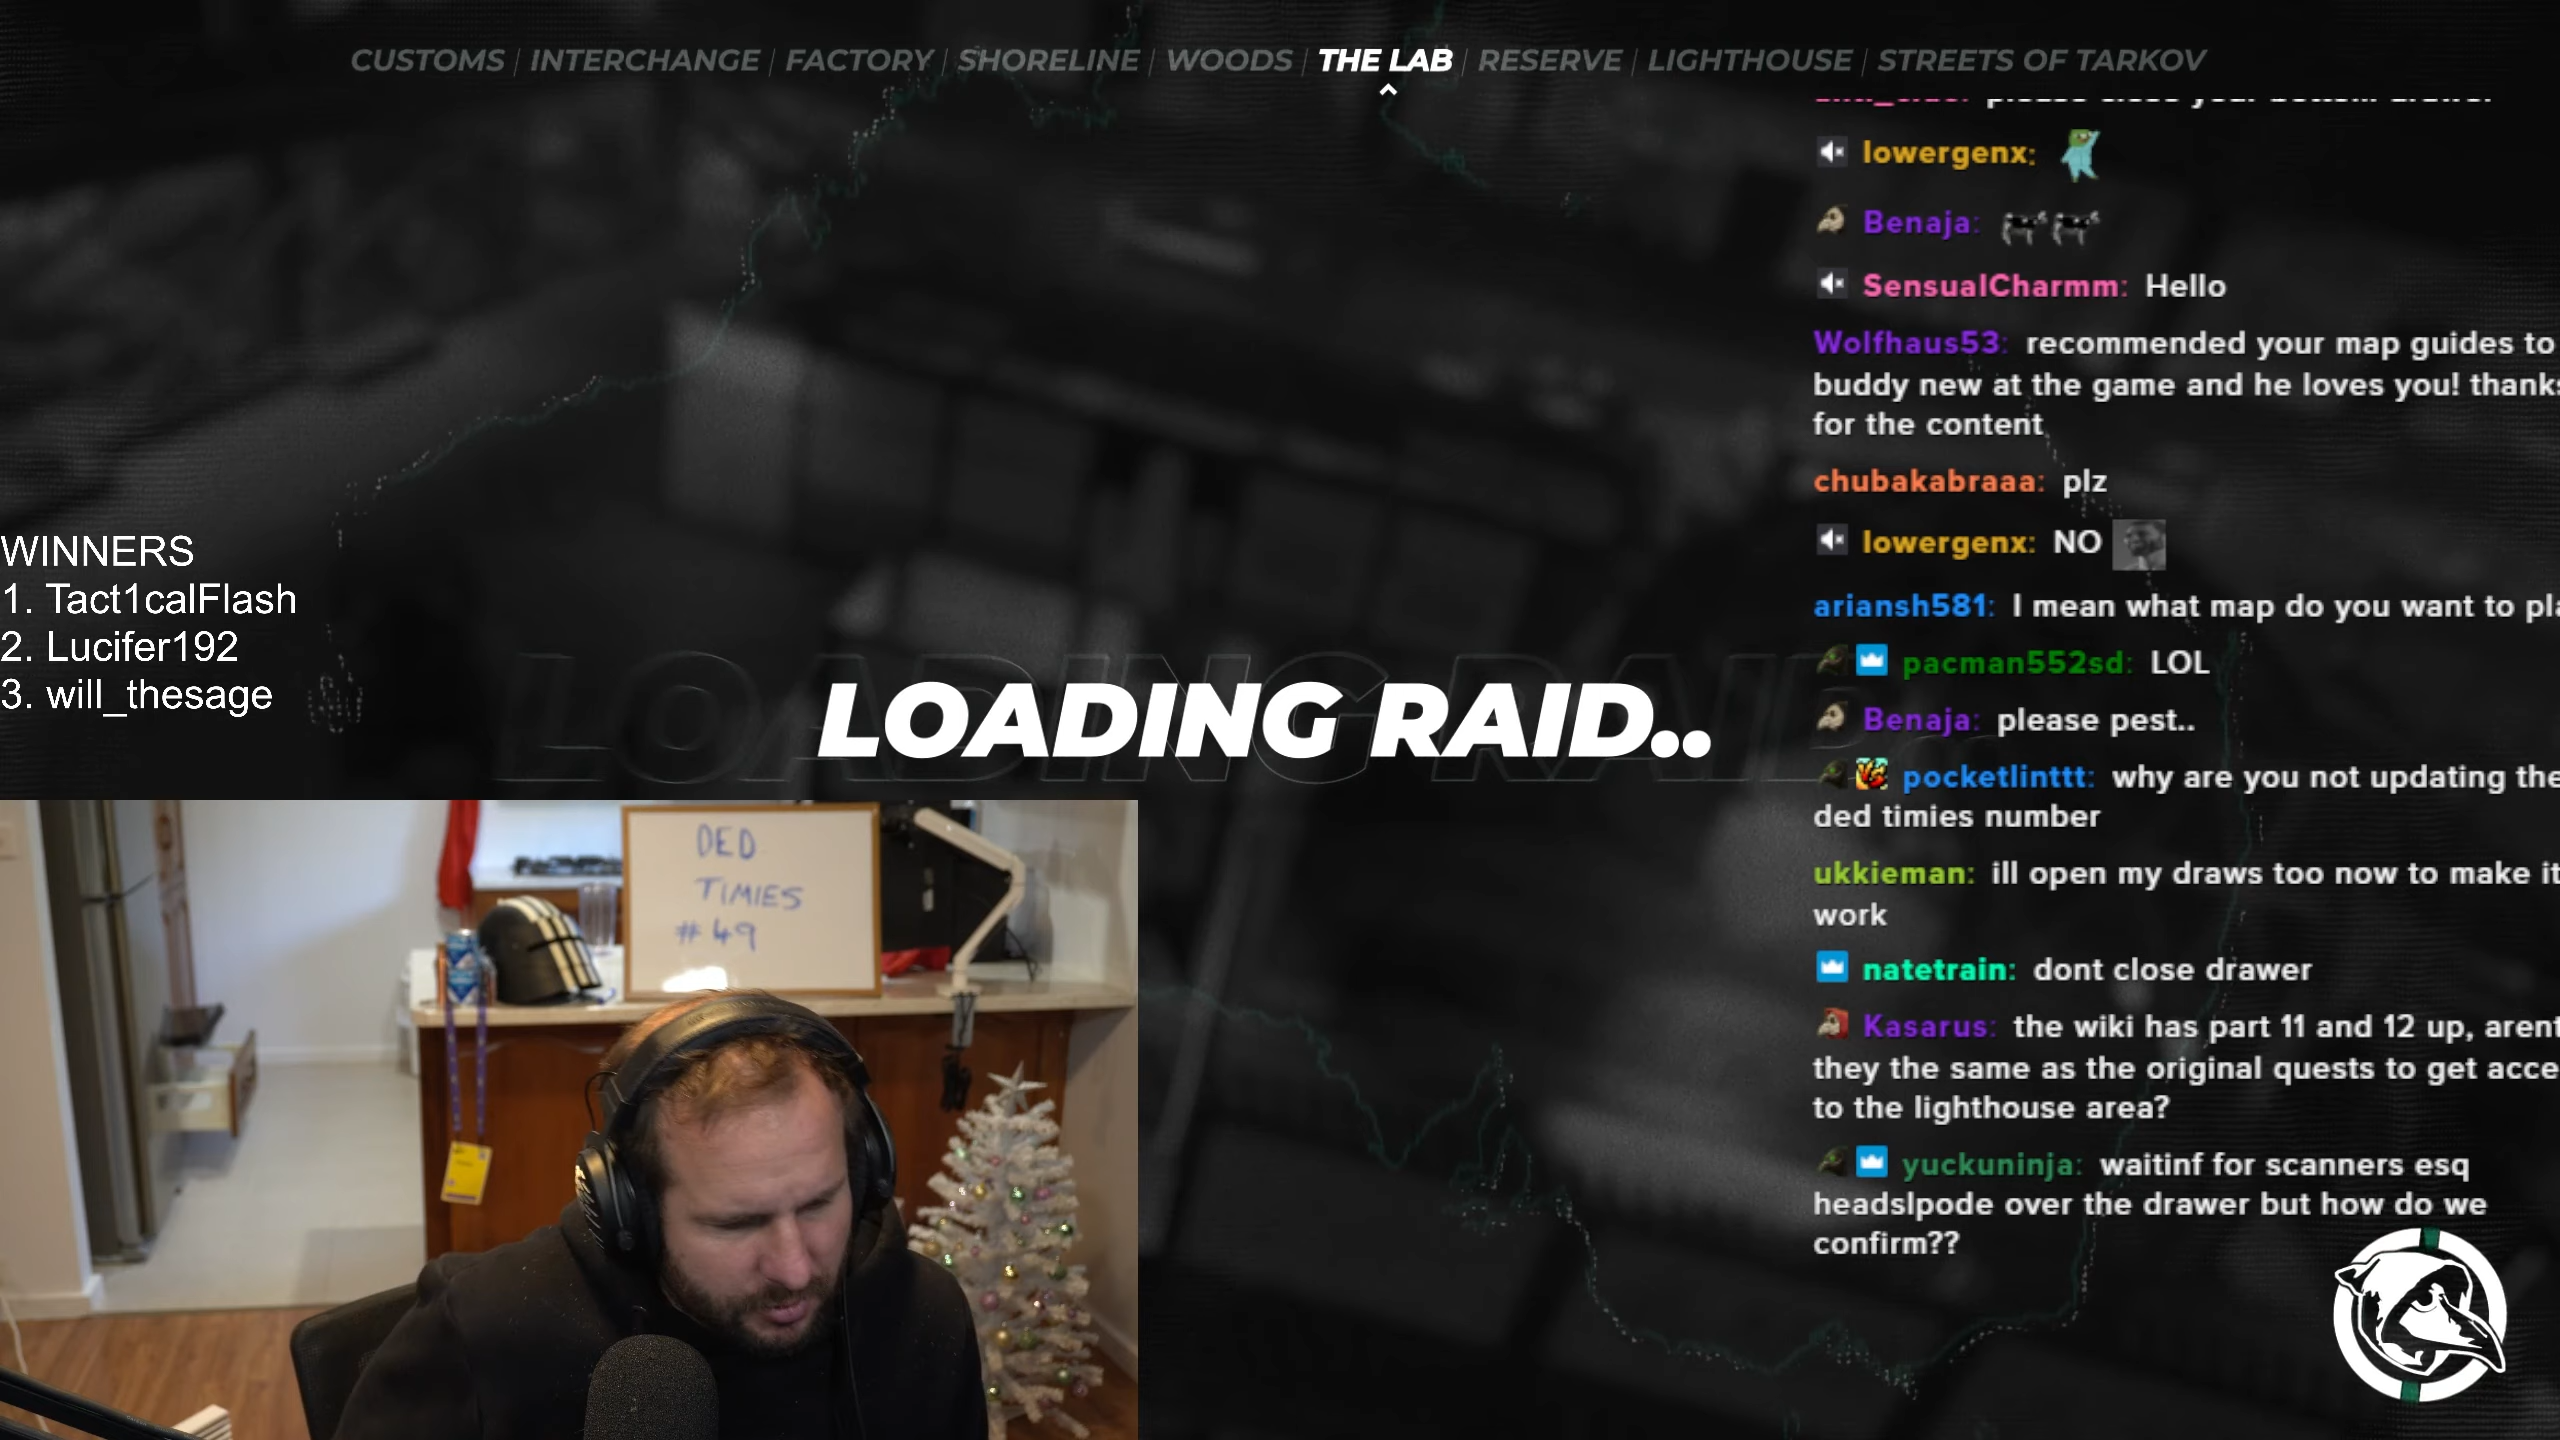 CUSTOMS | INTERCHANGE | FACTORY | SHORELINE | WOODS | THE LAB | RESERVE | LIGHTHOUSE | STREETS OF TARKOV
lowergenx:
Benaja:
SensualCharmm: Hello
Wolfhaus53: recommended your map guides to
buddy new at the game and he loves you! thanks
for the content
chubakabraaa: plz
lowergenx: NO
ariansh581: I mean what map do you want to pla
pacman552sd: LOL
Benaja: please pest..
pocketlinttt: why are you not updating the
ded timies number
ukkieman: ill open my draws too now to make it
work
natetrain: dont close drawer
Kasarus: the wiki has part 11 and 12 up, arent
they the same as the original quests to get acce
to the lighthouse area?
yuckuninja: waitinf for scanners esq
headslpode over the drawer but how do we
confirm??
WINNERS
1. Tact1calFlash
2. Lucifer192
3. will_thesage
LOADING RAID..
DED
TIMIES
# 49